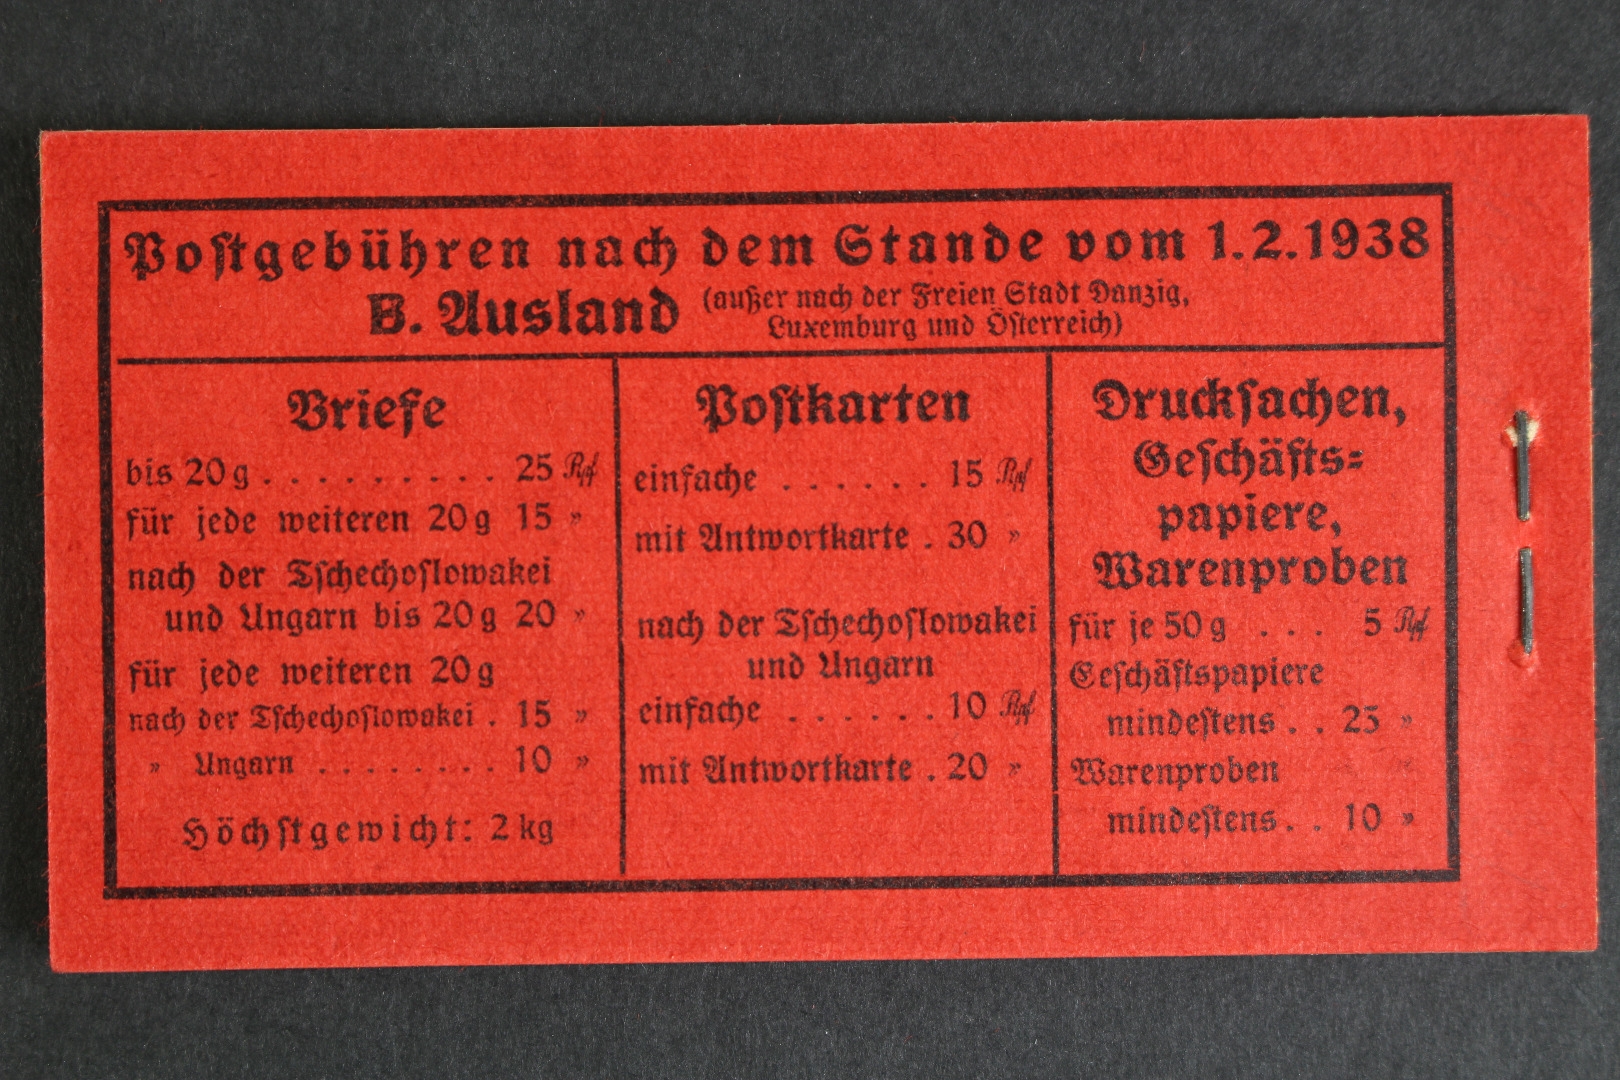 Postgebühren nach dem Stande vom 1.2.1938
B. Ausland (außer nach der Freien Stadt Danzig,
Luxemburg und Österreich)
Briefe
bis 20 g . . . . . . . . . . 25 Rpf
für jede weiteren 20 g 15 "
nach der Tschechoslowakei
und Ungarn bis 20 g 20 "
für jede weiteren 20 g
nach der Tschechoslowakei . 15 "
" Ungarn . . . . . . . . 10 "
Höchstgewicht: 2 kg
Postkarten
einfache . . . . . . . 15 Rpf
mit Antwortkarte . 30 "
nach der Tschechoslowakei
und Ungarn
einfache . . . . . . . 10 Rpf
mit Antwortkarte . 20 "
Drucksachen,
Geschäfts=
papiere,
Warenproben
für je 50 g . . . 5 Rpf
Geschäftspapiere
mindestens . . 25 "
Warenproben
mindestens . . 10 "